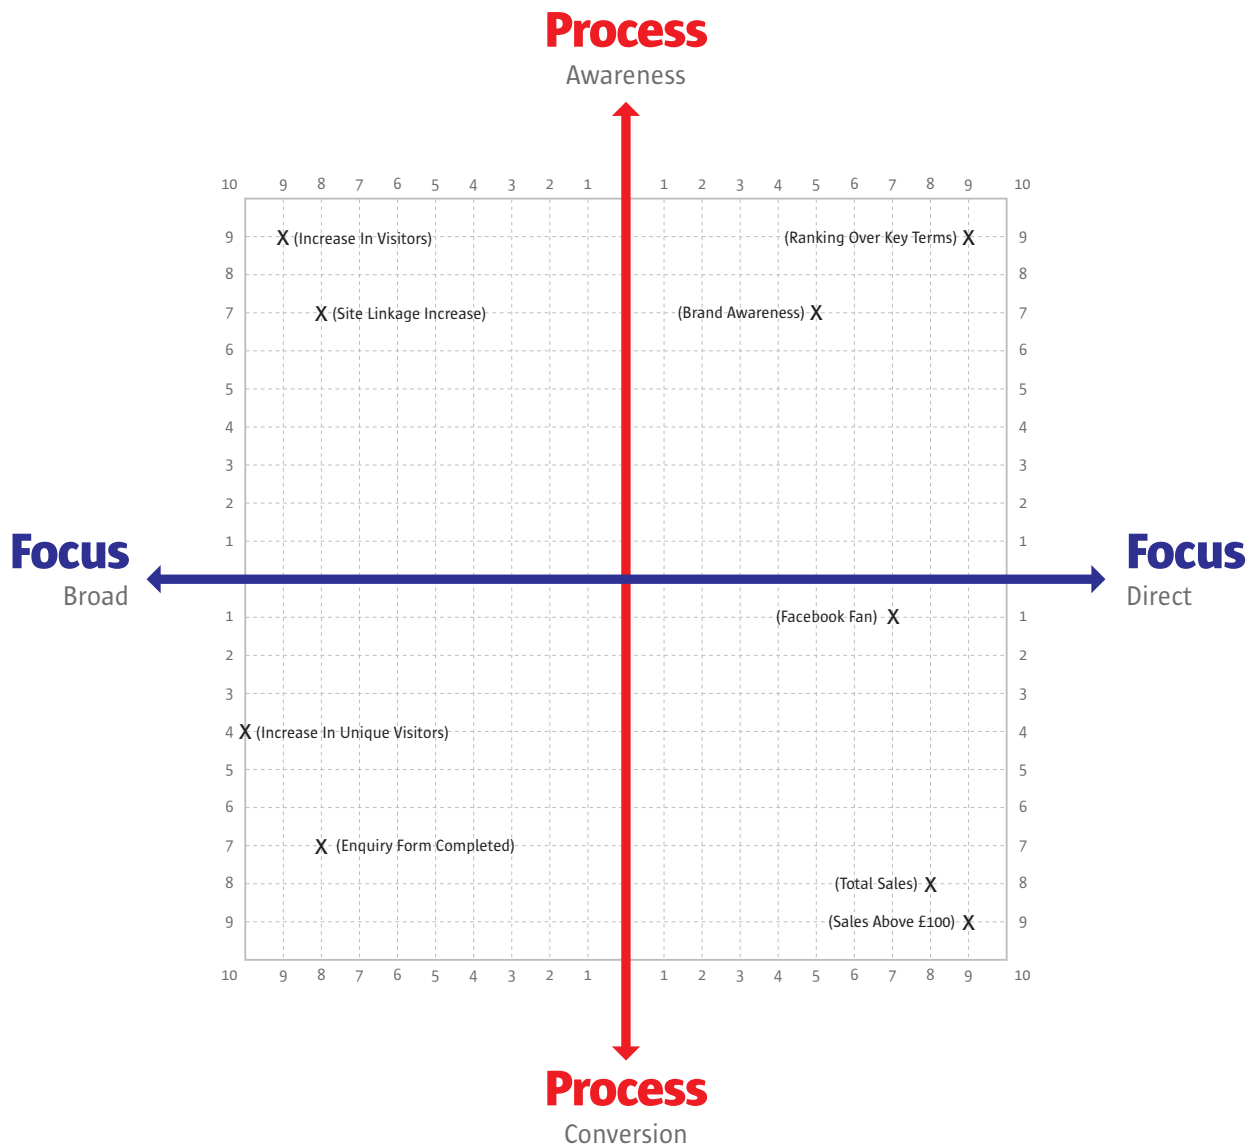 Process
Awareness
10 9 8 7 6 5 4 3 2 1 1 2 3 4 5 6 7 8 9 10
9 X (Increase In Visitors) (Ranking Over Key Terms) X 9
8 8
7 X (Site Linkage Increase) (Brand Awareness) X 7
6 6
5 5
4 4
3 3
2 2
1 1
Focus
Broad
Focus
Direct
1 (Facebook Fan) X 1
2 2
3 3
4 X (Increase In Unique Visitors) 4
5 5
6 6
7 X (Enquiry Form Completed) 7
8 (Total Sales) X 8
9 (Sales Above £100) X 9
10 9 8 7 6 5 4 3 2 1 1 2 3 4 5 6 7 8 9 10
Process
Conversion